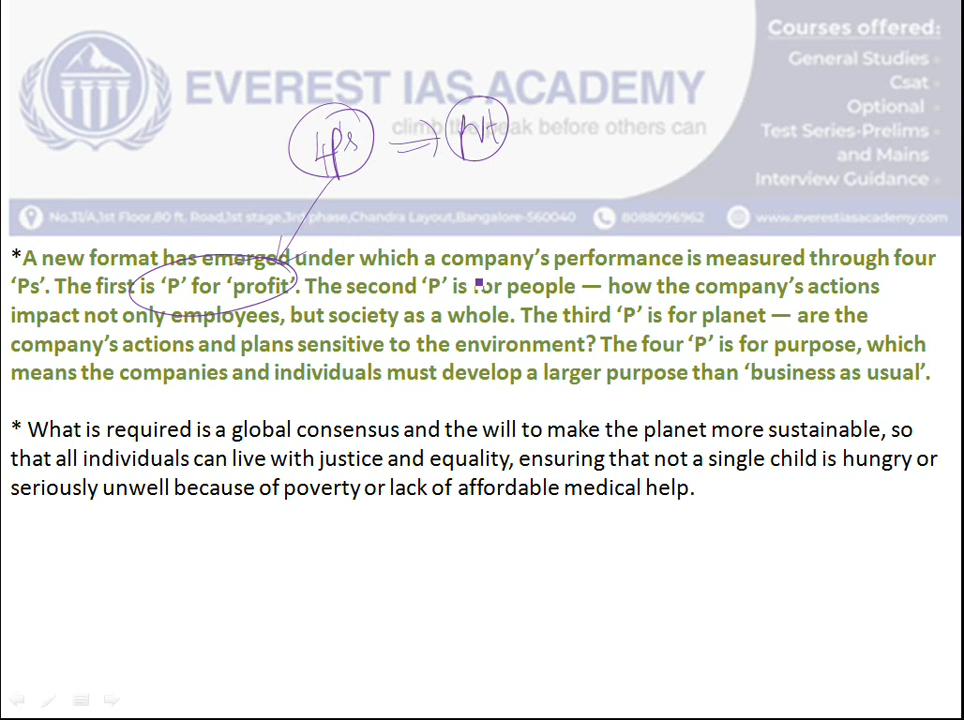 Courses offered:
General Studies
Csat
Optional
Test Series-Prelims
and Mains
Interview Guidance
EVEREST IAS ACADEMY
climb the peak before others can
4Ps
No.31/A,1st Floor,80 ft. Road,1st stage,3rd phase,Chandra Layout,Bangalore-560040 8088096962 www.everestiasacademy.com
*A new format has emerged under which a company’s performance is measured through four
‘Ps’. The first is ‘P’ for ‘profit’. The second ‘P’ is for people — how the company’s actions
impact not only employees, but society as a whole. The third ‘P’ is for planet — are the
company’s actions and plans sensitive to the environment? The four ‘P’ is for purpose, which
means the companies and individuals must develop a larger purpose than ‘business as usual’.
* What is required is a global consensus and the will to make the planet more sustainable, so
that all individuals can live with justice and equality, ensuring that not a single child is hungry or
seriously unwell because of poverty or lack of affordable medical help.